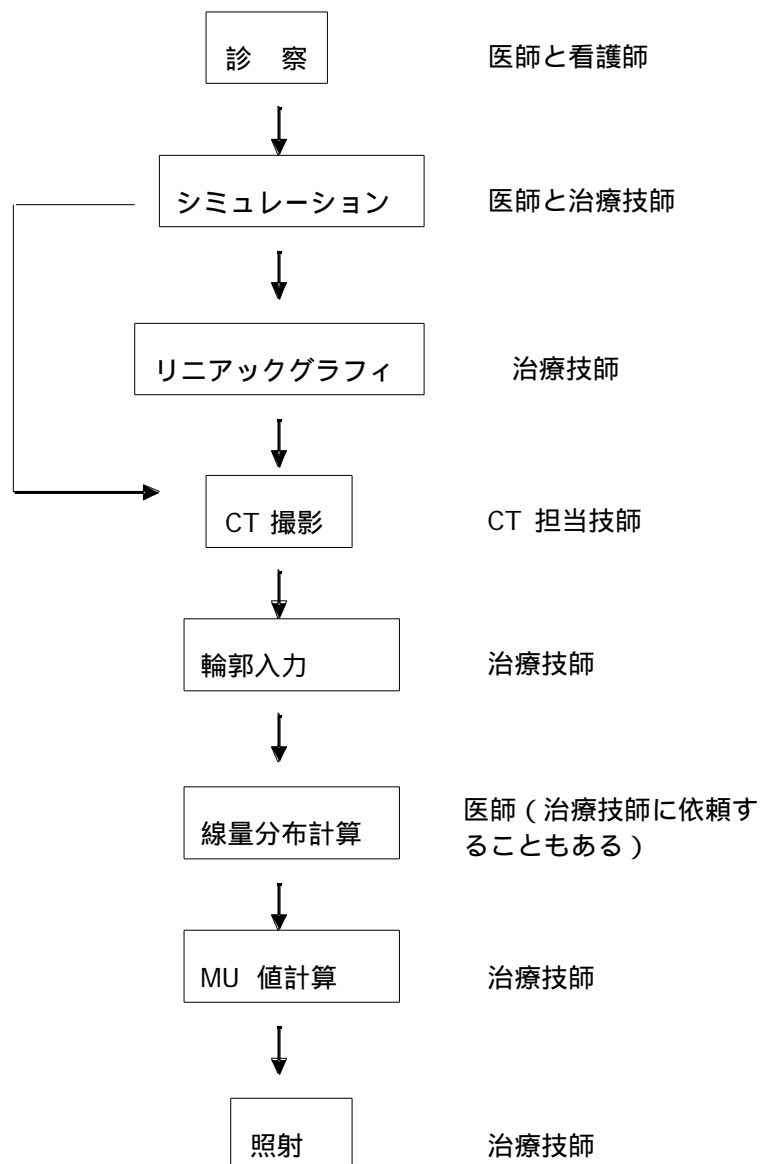 診　察　医師と看護師
シミュレーション　医師と治療技師
リニアックグラフィ　治療技師
CT 撮影　CT 担当技師
輪郭入力　治療技師
線量分布計算　医師（治療技師に依頼す
ることもある）
MU 値計算　治療技師
照射　治療技師